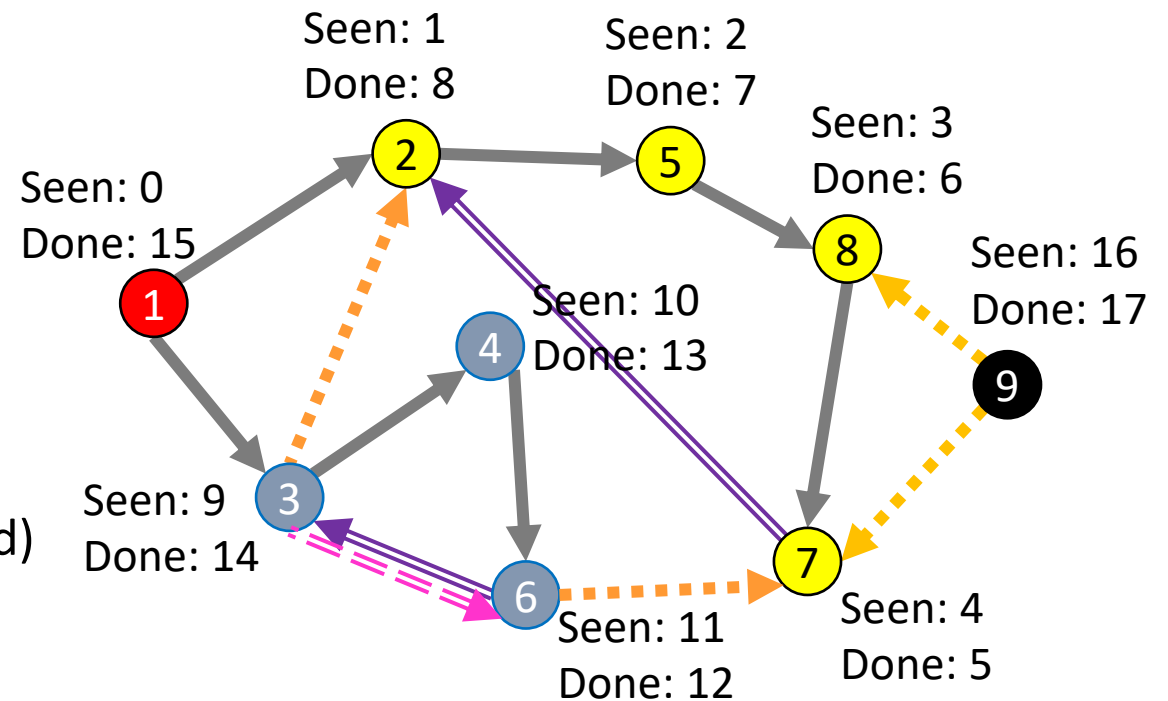 Seen: 1
Done: 8
Seen: 2
Done: 7
Seen: 3
Done: 6
Seen: 0
Done: 15
2
5
8
Seen: 16
Done: 17
1
Seen: 10
Done: 13
4
9
Seen: 9
Done: 14
3
d)
6
7
Seen: 11
Done: 12
Seen: 4
Done: 5